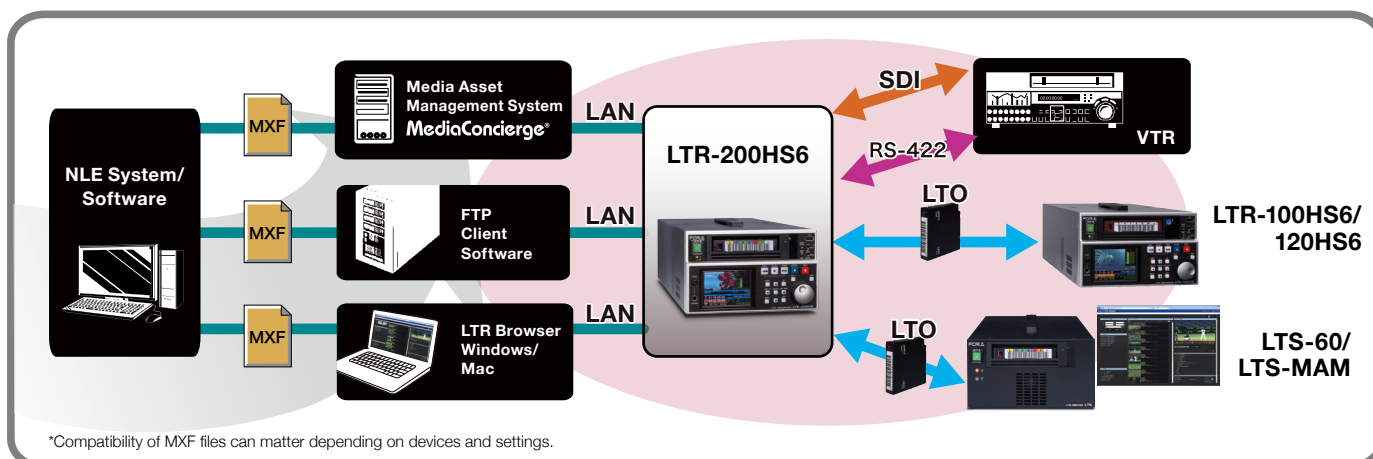 NLE System/
Software
MXF
MXF
MXF
Media Asset
Management System
MediaConcierge®
FTP
Client
Software
LTR Browser
Windows/
Mac
LAN
LAN
LAN
LTR-200HS6
SDI
RS-422
VTR
LTO
LTR-100HS6/
120HS6
LTO
LTS-60/
LTS-MAM
*Compatibility of MXF files can matter depending on devices and settings.